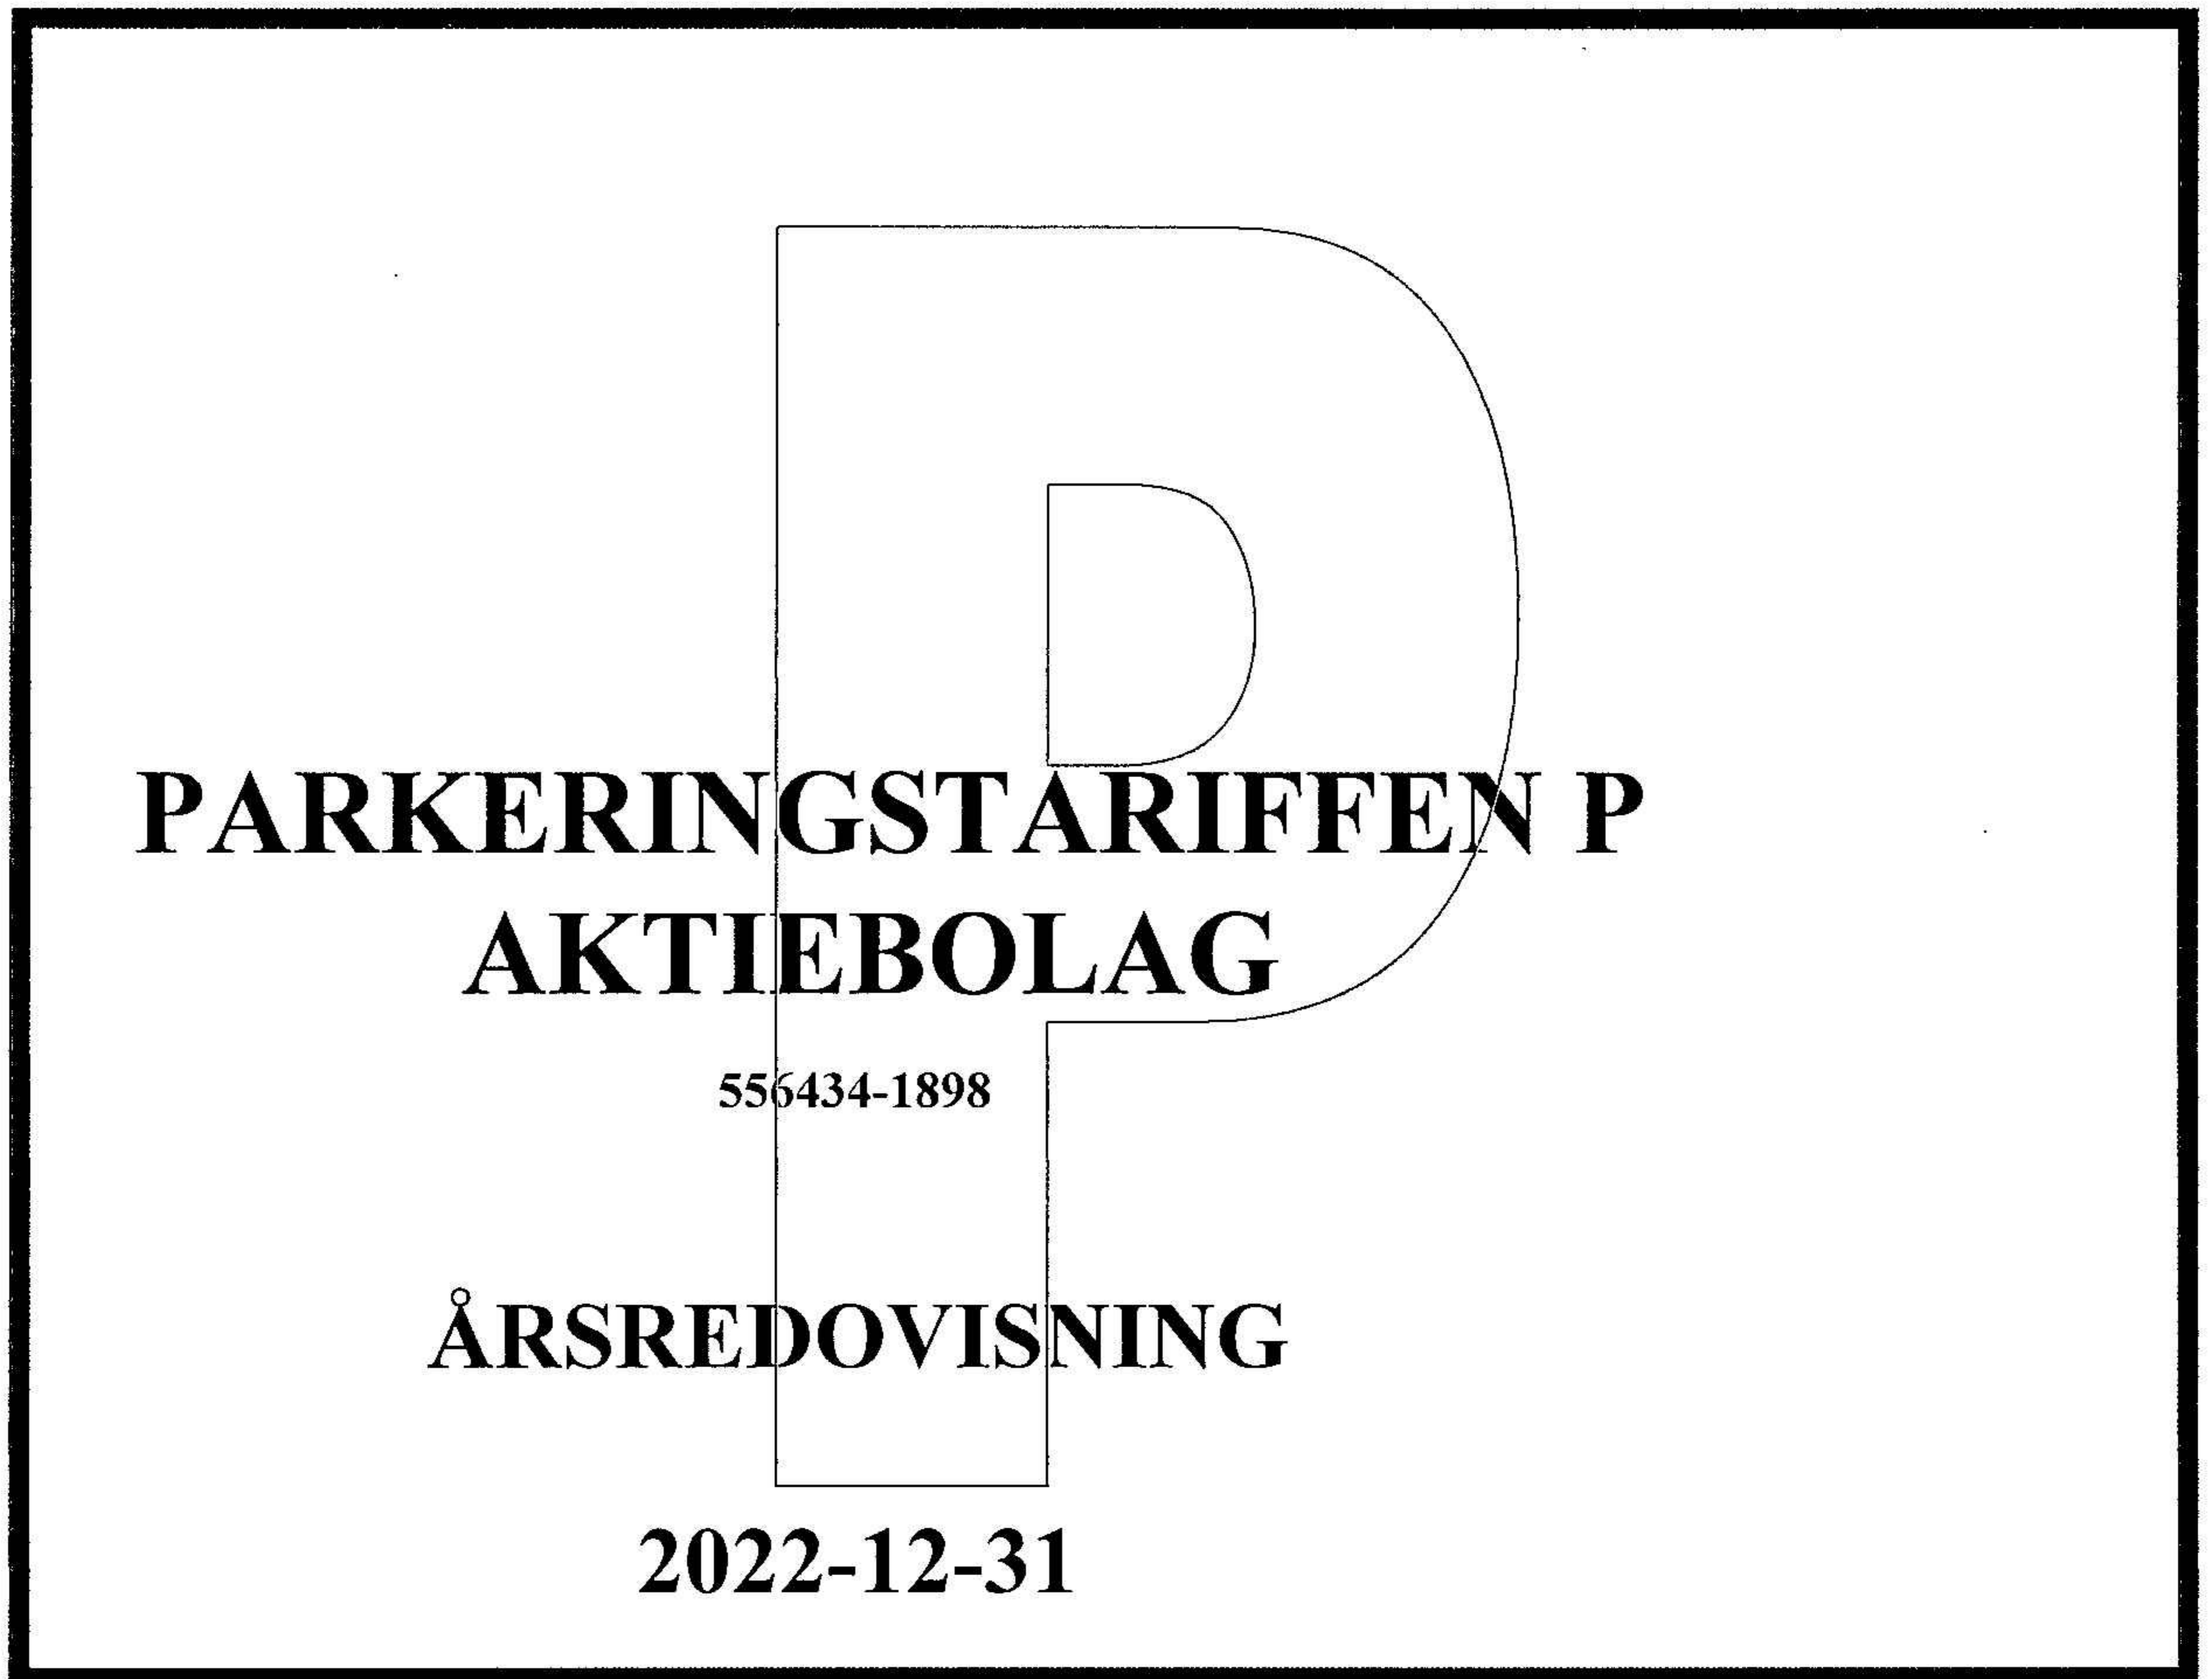 PARKERINGSTARIFFEN P
AKTIEBOLAG
556434-1898
ÅRSREDOVISNING
2022-12-31